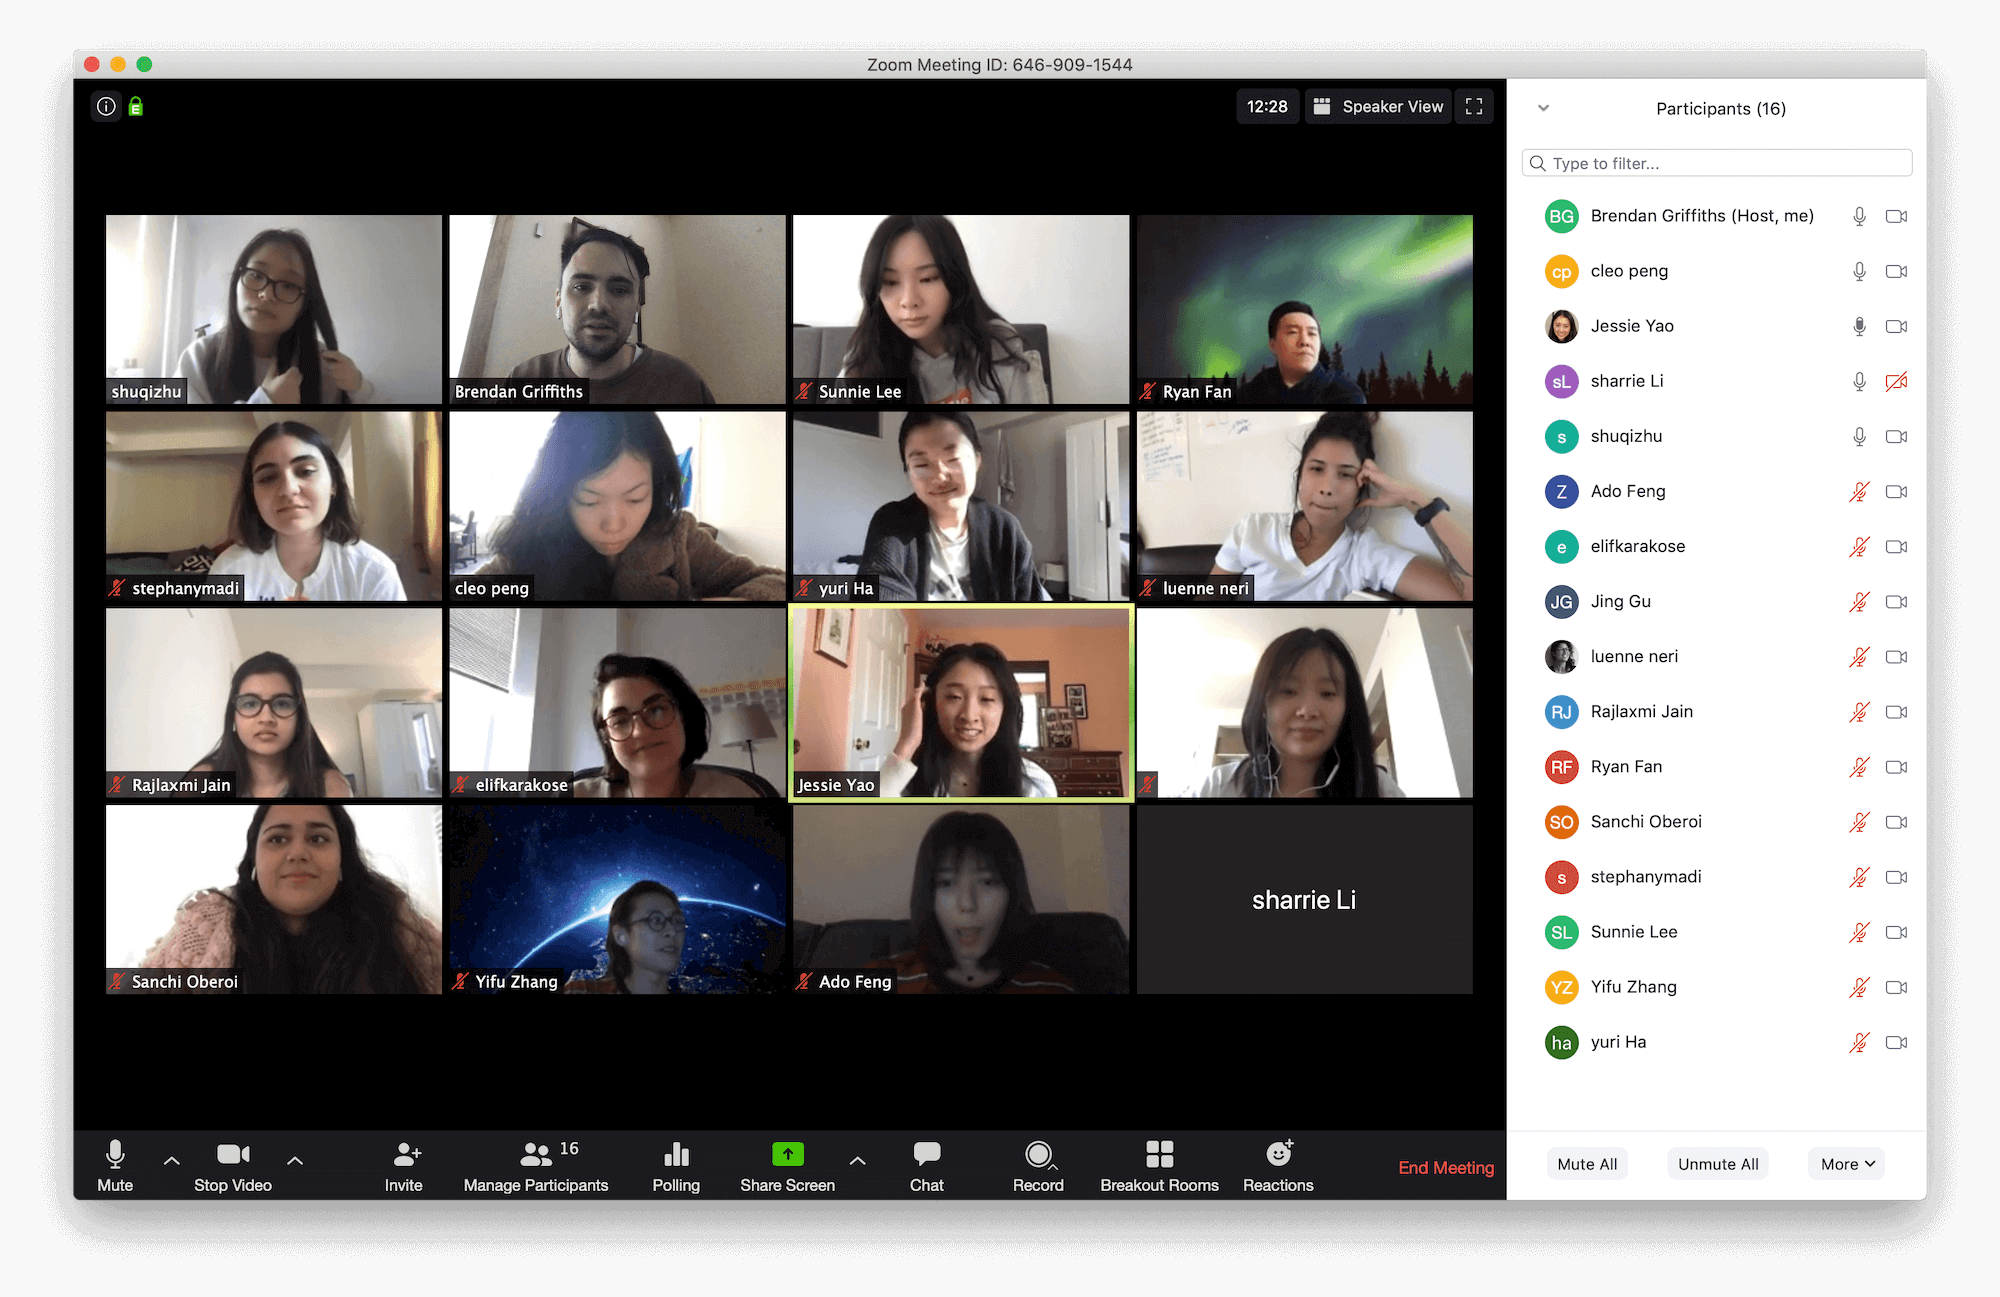 Zoom Meeting ID: 646-909-1544
12:28
Speaker View
shuqizhu
Brendan Griffiths
Sunnie Lee
Ryan Fan
stephanymadi
cleo peng
yuri Ha
luenne neri
Rajlaxmi Jain
elifkarakose
Jessie Yao
Sanchi Oberoi
Yifu Zhang
Ado Feng
sharrie Li
Mute
Stop Video
Invite
16
Manage Participants
Polling
Share Screen
Chat
Record
Breakout Rooms
Reactions
End Meeting
Participants (16)
Type to filter...
BG Brendan Griffiths (Host, me)
cp cleo peng
Jessie Yao
sL sharrie Li
s shuqizhu
Z Ado Feng
e elifkarakose
JG Jing Gu
luenne neri
RJ Rajlaxmi Jain
RF Ryan Fan
SO Sanchi Oberoi
s stephanymadi
SL Sunnie Lee
YZ Yifu Zhang
ha yuri Ha
Mute All
Unmute All
More